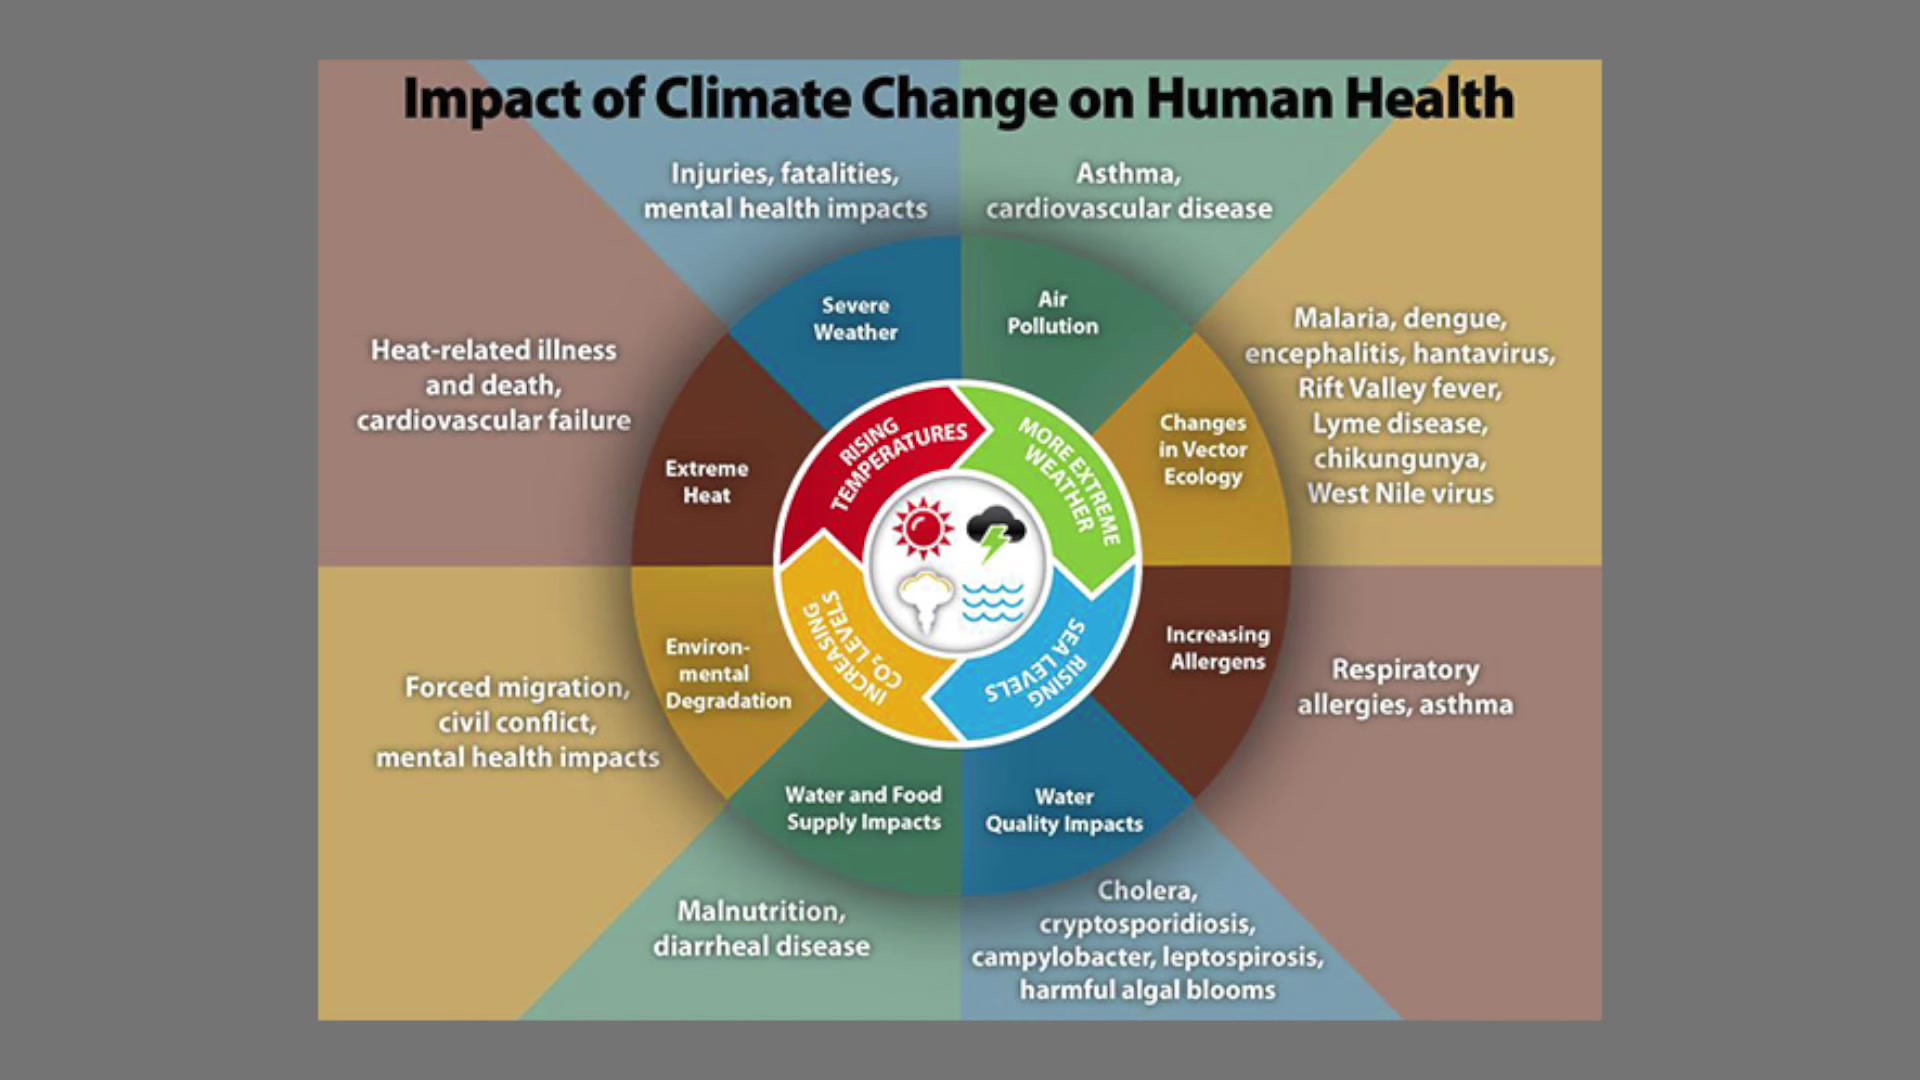 Impact of Climate Change on Human Health
Injuries, fatalities,
mental health impacts
Asthma,
cardiovascular disease
Severe
Weather
Air
Pollution
Heat-related illness
and death,
cardiovascular failure
Extreme
Heat
Changes
in Vector
Ecology
Malaria, dengue,
encephalitis, hantavirus,
Rift Valley fever,
Lyme disease,
chikungunya,
West Nile virus
RISING
TEMPERATURES
MORE EXTREME
WEATHER
RISING
SEA LEVELS
INCREASING
CO₂ LEVELS
Environ-
mental
Degradation
Forced migration,
civil conflict,
mental health impacts
Increasing
Allergens
Respiratory
allergies, asthma
Water and Food
Supply Impacts
Water
Quality Impacts
Malnutrition,
diarrheal disease
Cholera,
cryptosporidiosis,
campylobacter, leptospirosis,
harmful algal blooms